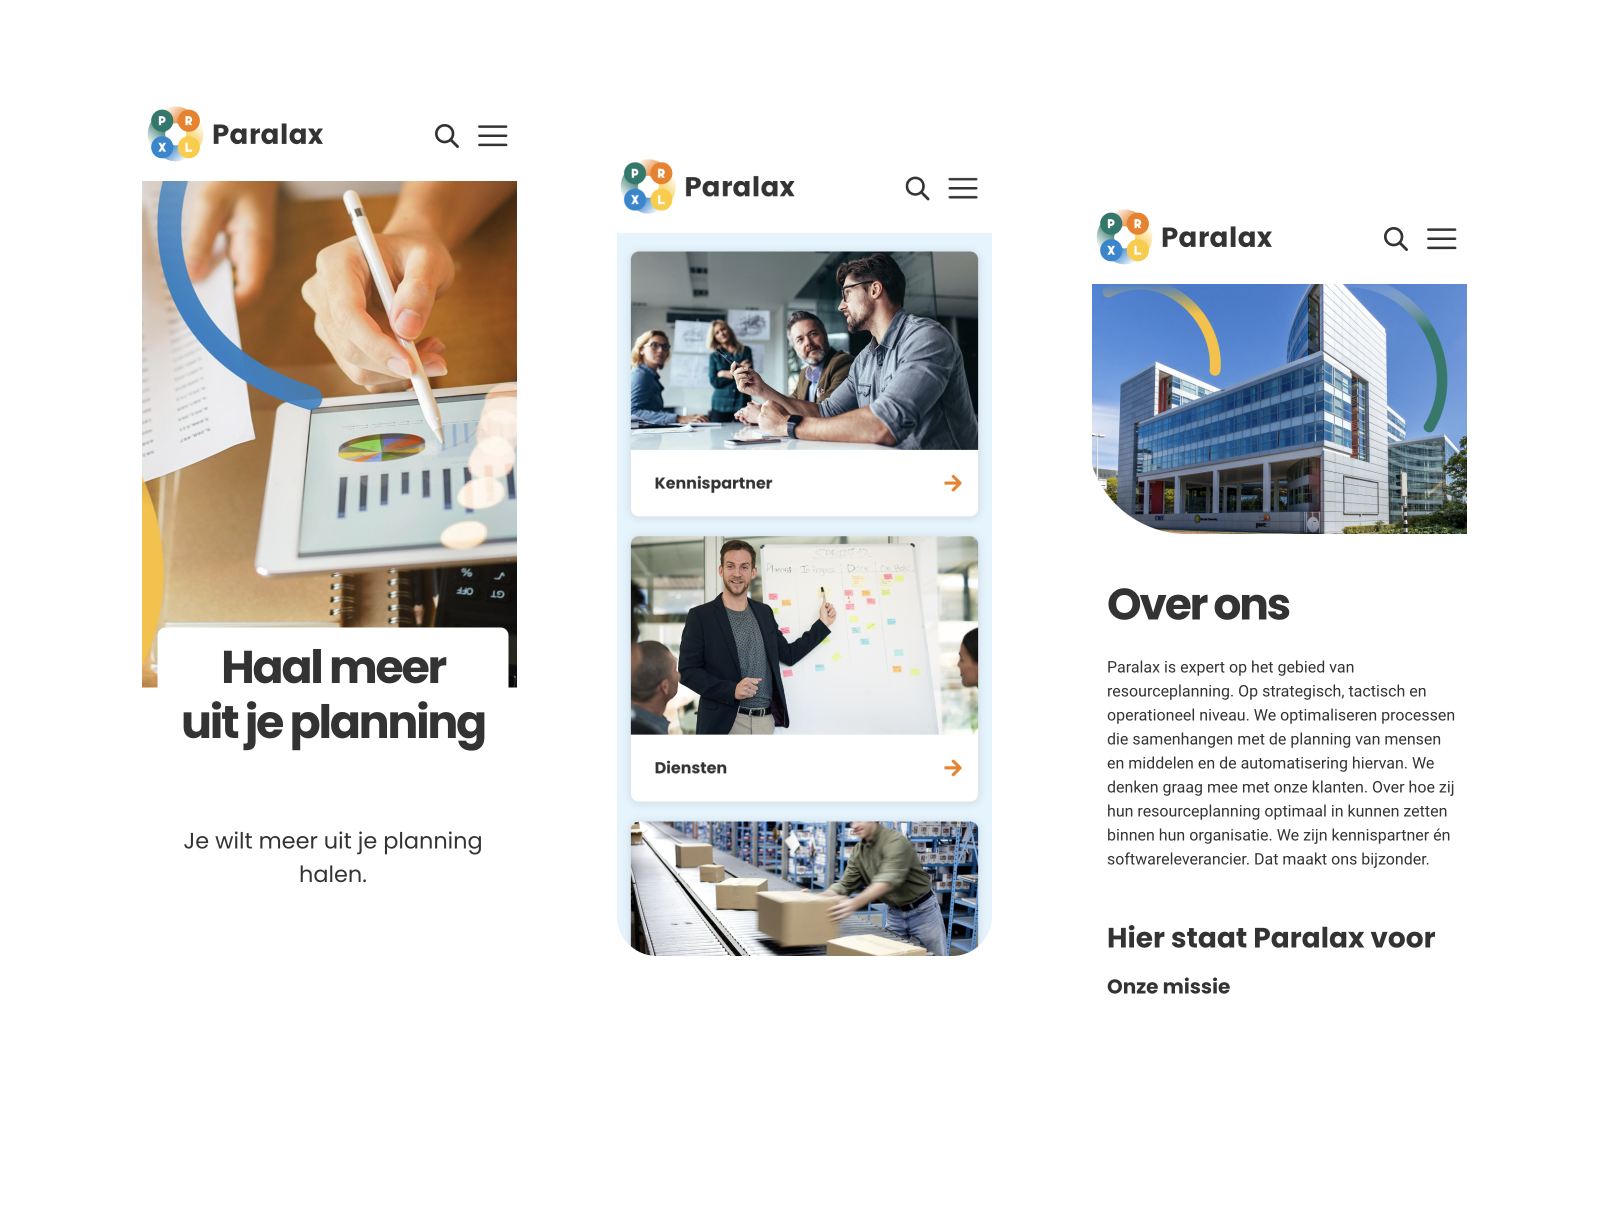 P R
X L
Paralax
%
OFF
GT
Haal meer
uit je planning
Je wilt meer uit je planning
halen.
P R
X L
Paralax
Kennispartner
Diensten
P R
X L
Paralax
Over ons
Paralax is expert op het gebied van
resourceplanning. Op strategisch, tactisch en
operationeel niveau. We optimaliseren processen
die samenhangen met de planning van mensen
en middelen en de automatisering hiervan. We
denken graag mee met onze klanten. Over hoe zij
hun resourceplanning optimaal in kunnen zetten
binnen hun organisatie. We zijn kennispartner én
softwareleverancier. Dat maakt ons bijzonder.
Hier staat Paralax voor
Onze missie